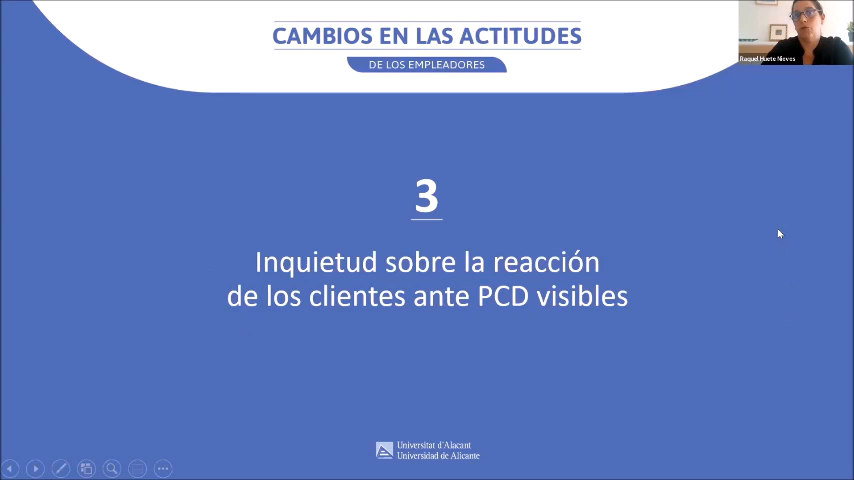 CAMBIOS EN LAS ACTITUDES
DE LOS EMPLEADORES
Raquel Huete Nieves
3
Inquietud sobre la reacción
de los clientes ante PCD visibles
Universitat d'Alacant
Universidad de Alicante